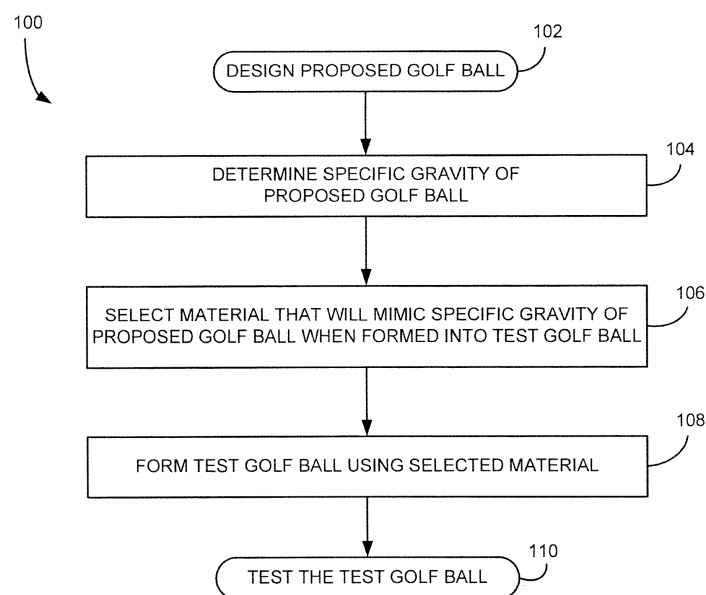 100
102
DESIGN PROPOSED GOLF BALL
104
DETERMINE SPECIFIC GRAVITY OF
PROPOSED GOLF BALL
106
SELECT MATERIAL THAT WILL MIMIC SPECIFIC GRAVITY OF
PROPOSED GOLF BALL WHEN FORMED INTO TEST GOLF BALL
108
FORM TEST GOLF BALL USING SELECTED MATERIAL
110
TEST THE TEST GOLF BALL